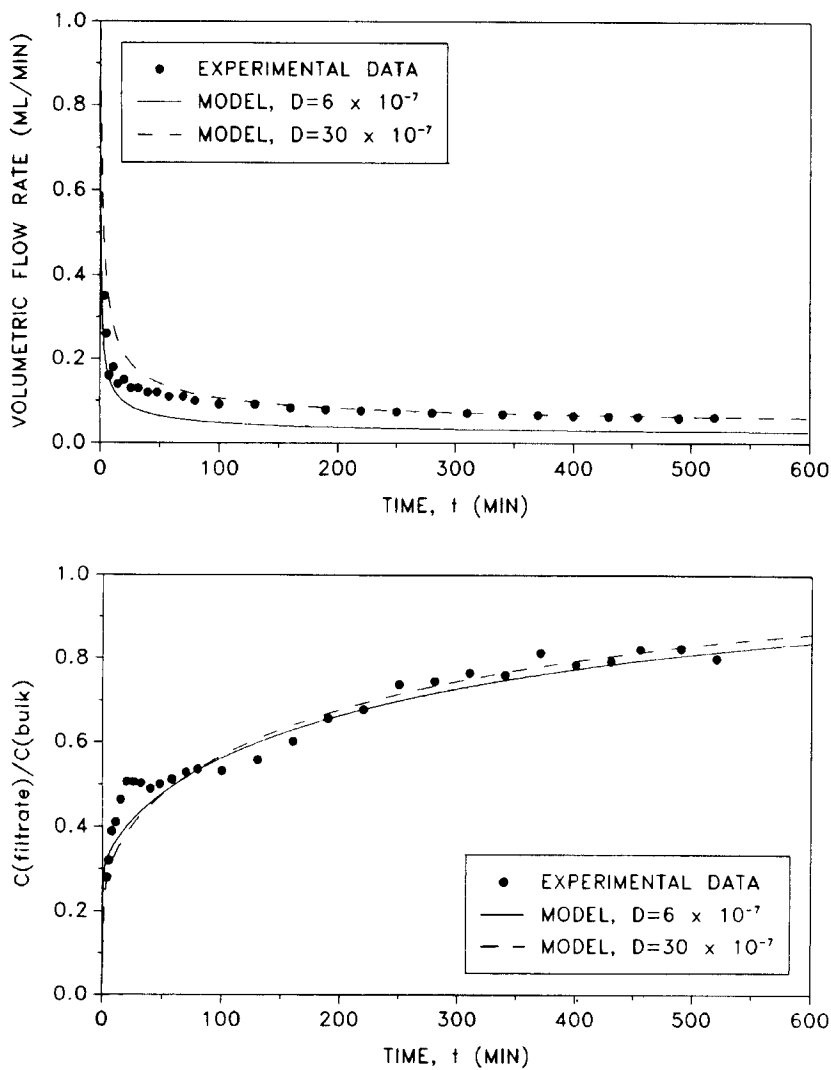 1.0
0.8
0.6
0.4
0.2
0.0
VOLUMETRIC FLOW RATE (ML/MIN)
EXPERIMENTAL DATA
MODEL, D=6 x 10⁻⁷
MODEL, D=30 x 10⁻⁷
0 100 200 300 400 500 600
TIME, t (MIN)
1.0
0.8
0.6
0.4
0.2
0.0
C(filtrate)/C(bulk)
EXPERIMENTAL DATA
MODEL, D=6 x 10⁻⁷
MODEL, D=30 x 10⁻⁷
0 100 200 300 400 500 600
TIME, t (MIN)